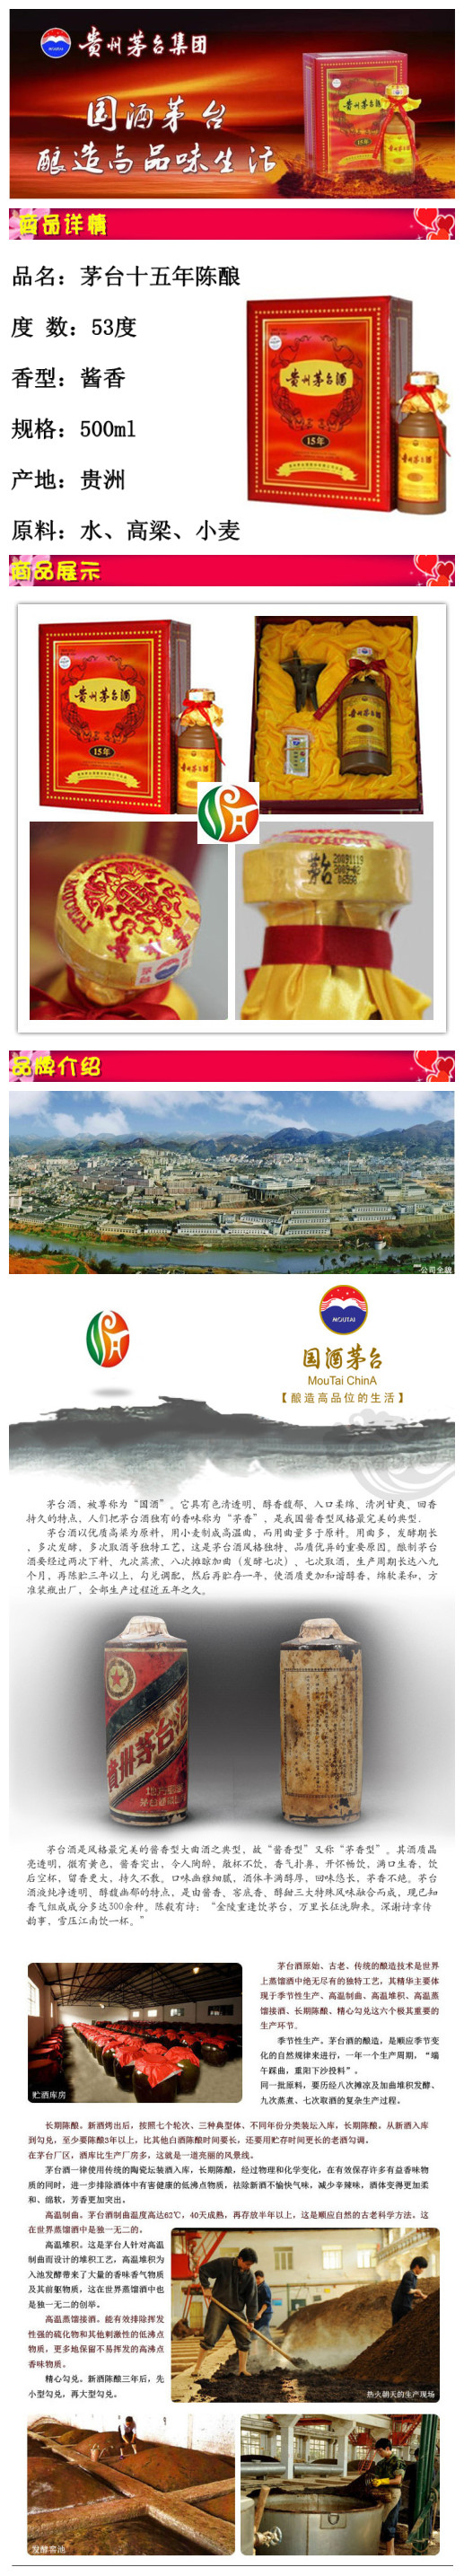 MOUTAI
贵州茅台集团
国酒茅台
酿造高品味生活
贵州茅台酒
15年
商品详情
品名：茅台十五年陈酿
度 数：53度
香型：酱香
规格：500ml
产地：贵洲
原料：水、高梁、小麦
贵州茅台酒
15年
商品展示
贵州茅台酒
15年
茅台
20091119
2009-02
品牌介绍
公司全貌
MOUTAI
国酒茅台
MouTai ChinA
【酿造高品位的生活】
茅台酒、被尊称为“国酒”。它具有色清透明、醇香馥郁、入口柔绵、清冽甘爽、回香
持久的特点、人们把茅台酒独有的香味称为“茅香”、是我国酱香型风格最完美的典型．
茅台酒以优质高粱为原料，用小麦制成高温曲，而用曲量多于原料。用曲多，发酵期长
，多次发酵，多次取酒等独特工艺，这是茅台酒风格独特、品质优异的重要原因。酿制茅台
酒要经过两次下料、九次蒸煮、八次摊晾加曲（发酵七次）、七次取酒，生产周期长达八九
个月，再陈贮三年以上，勾兑调配，然后再贮存一年，使酒质更加和谐醇香，绵软柔和，方
准装瓶出厂，全部生产过程近五年之久。
貴州茅台酒
茅台酒是风格最完美的酱香型大曲酒之典型，故“酱香型”又称“茅香型”。其酒质晶
亮透明，微有黄色，酱香突出，令人陶醉，敞杯不饮，香气扑鼻，开怀畅饮，满口生香，饮
后空杯，留香更大，持久不散。口味幽雅细腻，酒体丰满醇厚，回味悠长，茅香不绝。茅台
酒液纯净透明、醇馥幽郁的特点，是由酱香、窖底香、醇甜三大特殊风味融合而成，现已知
香气组成成分多达300余种。陈毅有诗：“金陵重逢饮茅台，万里长征洗脚来。深谢诗章传
韵事，雪压江南饮一杯。”
茅台酒原始、古老、传统的酿造技术是世界
上蒸馏酒中绝无尽有的独特工艺，其精华主要体
现于季节性生产、高温制曲、高温堆积、高温蒸
馏接酒、长期陈酿、精心勾兑这六个极其重要的
生产环节。
季节性生产。茅台酒的酿造，是顺应季节变
化的自然规律来进行，一年一个生产周期，“端
午踩曲，重阳下沙投料”。
同一批原料，要历经八次摊凉及加曲堆积发酵、
九次蒸煮、七次取酒的复杂生产过程。
贮酒库房
长期陈酿。新酒烤出后，按照七个轮次、三种典型体、不同年份分类装坛入库，长期陈酿。从新酒入库
到勾兑，至少要陈酿3年以上，比其他白酒陈酿时间要长，还要用贮存时间更长的老酒勾调。
在茅台厂区，酒库比生产厂房多，这就是一道亮丽的风景线。
茅台酒一律使用传统的陶瓷坛装酒入库，长期陈酿，经过物理和化学变化，在有效保存许多有益香味物
质的同时，进一步排除酒体中有害健康的低沸点物质，祛除新酒不愉快气味，减少辛辣味，酒体变得更加柔
和、绵软，芳香更加突出。
高温制曲。茅台酒制曲温度高达62℃，40天成熟，再存放半年以上，这是顺应自然的古老科学方法。这
在世界蒸馏酒中是独一无二的。
高温堆积。这是茅台人针对高温
制曲而设计的堆积工艺，高温堆积为
入池发酵带来了大量的香味香气物质
及其前驱物质，这在世界蒸馏酒中也
是独一无二的创举。
高温蒸馏接酒。能有效排除挥发
性强的硫化物和其他刺激性的低沸点
物质，更多地保留不易挥发的高沸点
香味物质。
精心勾兑。新酒陈酿三年后，先
小型勾兑，再大型勾兑。
热火朝天的生产现场
发酵窖池